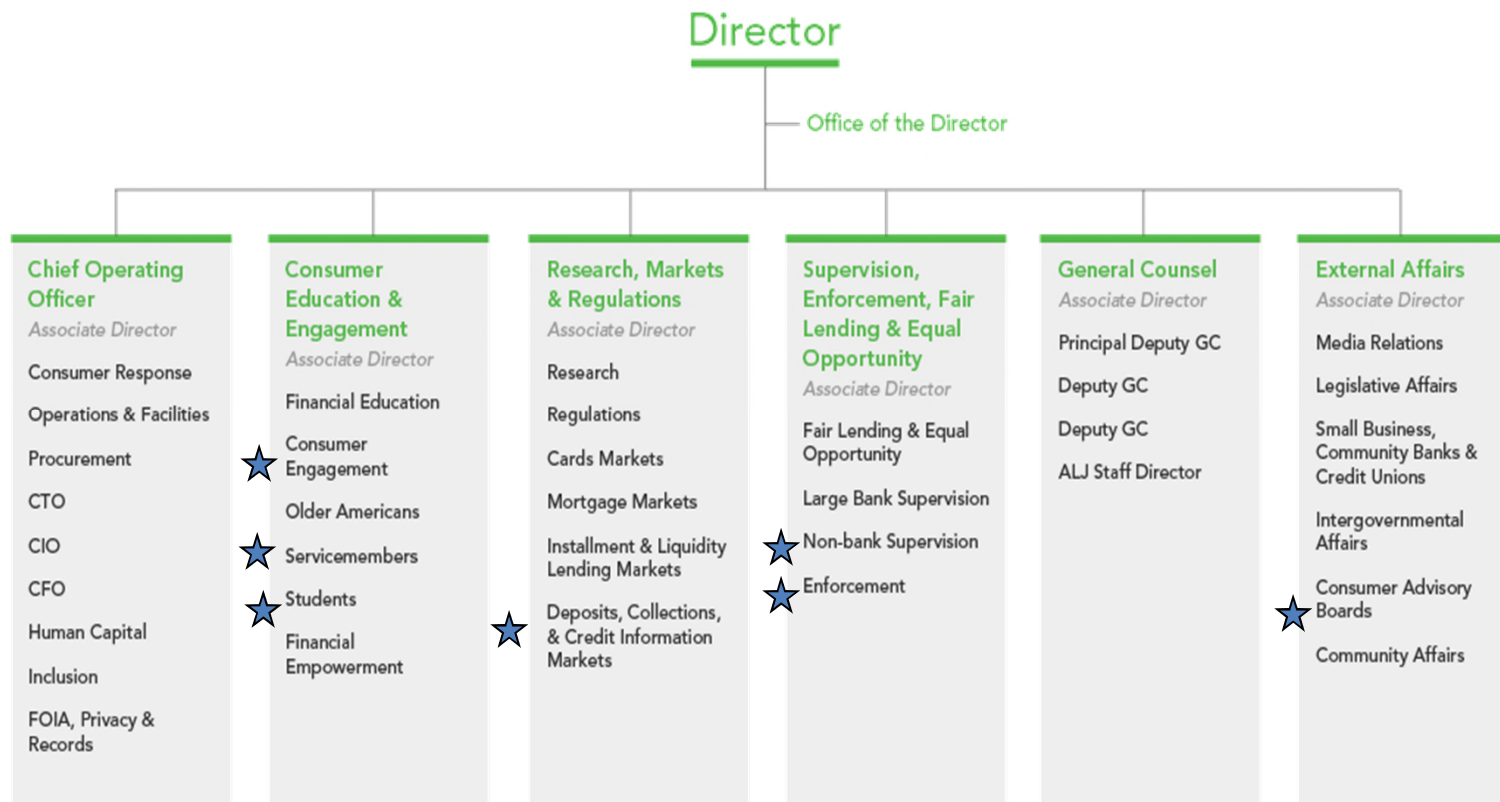 Director
Office of the Director
Chief Operating
Officer
Associate Director
Consumer Response
Operations & Facilities
Procurement
CTO
CIO
CFO
Human Capital
Inclusion
FOIA, Privacy &
Records
Consumer
Education &
Engagement
Associate Director
Financial Education
Consumer
Engagement
Older Americans
Servicemembers
Students
Financial
Empowerment
Research, Markets
& Regulations
Associate Director
Research
Regulations
Cards Markets
Mortgage Markets
Installment & Liquidity
Lending Markets
Deposits, Collections,
& Credit Information
Markets
Supervision,
Enforcement, Fair
Lending & Equal
Opportunity
Associate Director
Fair Lending & Equal
Opportunity
Large Bank Supervision
Non-bank Supervision
Enforcement
General Counsel
Associate Director
Principal Deputy GC
Deputy GC
Deputy GC
ALJ Staff Director
External Affairs
Associate Director
Media Relations
Legislative Affairs
Small Business,
Community Banks &
Credit Unions
Intergovernmental
Affairs
Consumer Advisory
Boards
Community Affairs